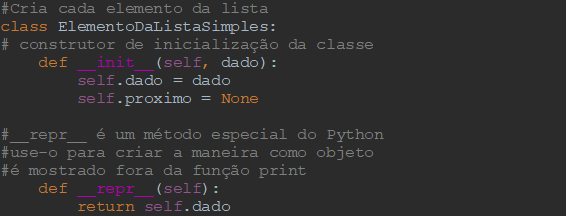 #Cria cada elemento da lista
class ElementoDaListaSimples:
# construtor de inicialização da classe
    def __init__(self, dado):
        self.dado = dado
        self.proximo = None

#__repr__ é um método especial do Python
#use-o para criar a maneira como objeto
#é mostrado fora da função print
    def __repr__(self):
        return self.dado